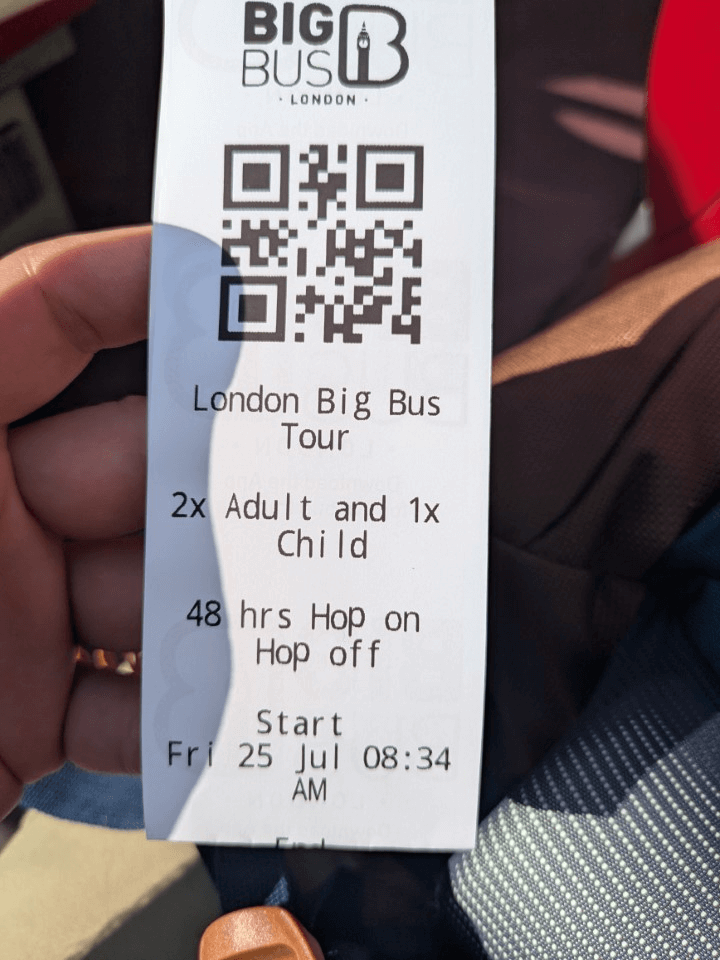 BIG
BUS
· LONDON ·
London Big Bus
Tour
2x Adult and 1x
Child
48 hrs Hop on
Hop off
Start
Fri 25 Jul 08:34
AM